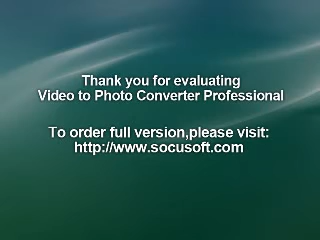 Thank you for evaluating
Video to Photo Converter Professional
To order full version,please visit:
http://www.socusoft.com